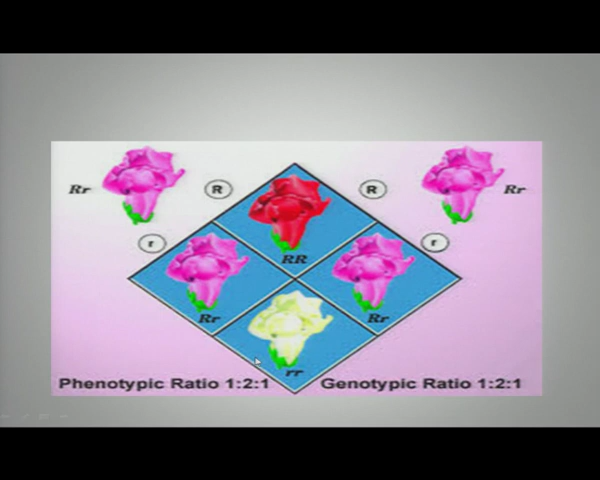 Rr R R Rr
r r
RR
Rr Rr
rr
Phenotypic Ratio 1:2:1 Genotypic Ratio 1:2:1